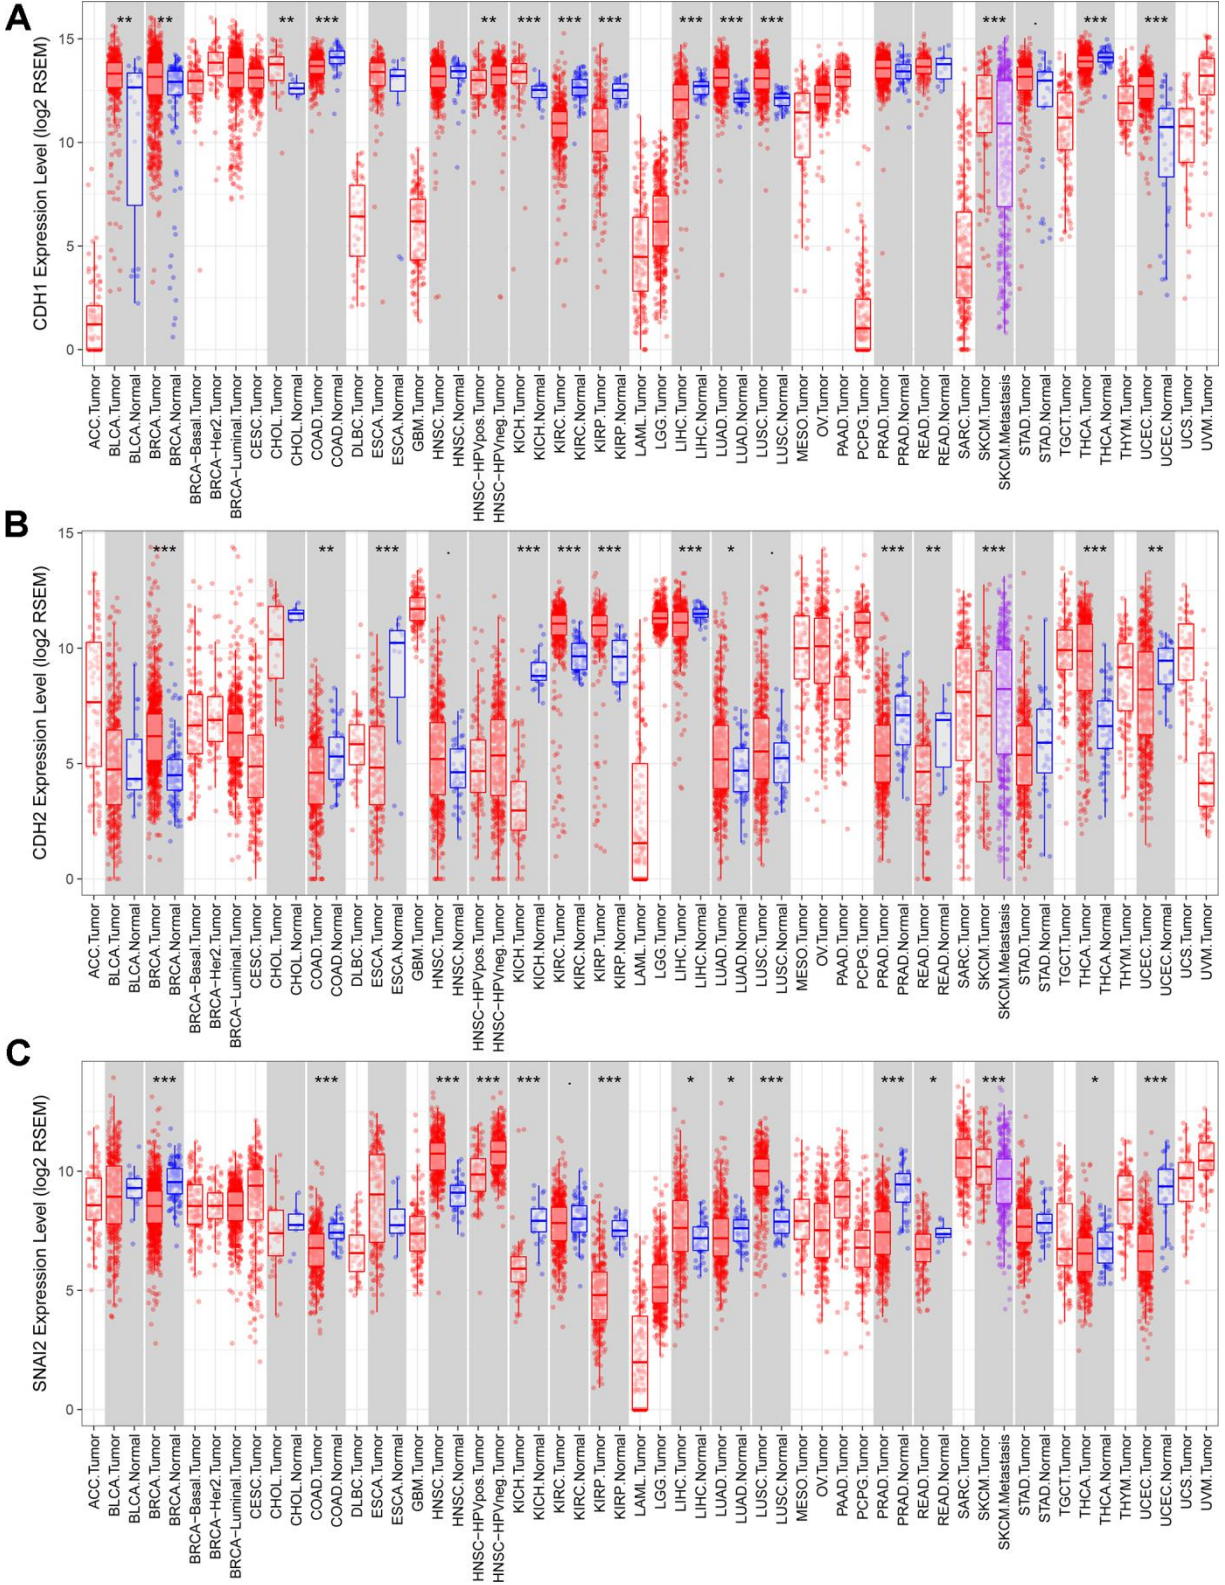 A
** ** ** *** ** *** *** *** *** *** *** *** . *** ***
CDH1 Expression Level (log2 RSEM)
15
10
5
0
ACC.Tumor
BLCA.Tumor
BLCA.Normal
BRCA.Tumor
BRCA.Normal
BRCA-Basal.Tumor
BRCA-Her2.Tumor
BRCA-Luminal.Tumor
CESC.Tumor
CHOL.Tumor
CHOL.Normal
COAD.Tumor
COAD.Normal
DLBC.Tumor
ESCA.Tumor
ESCA.Normal
GBM.Tumor
HNSC.Tumor
HNSC.Normal
HNSC-HPVpos.Tumor
HNSC-HPVneg.Tumor
KICH.Tumor
KICH.Normal
KIRC.Tumor
KIRC.Normal
KIRP.Tumor
KIRP.Normal
LAML.Tumor
LGG.Tumor
LIHC.Tumor
LIHC.Normal
LUAD.Tumor
LUAD.Normal
LUSC.Tumor
LUSC.Normal
MESO.Tumor
OV.Tumor
PAAD.Tumor
PCPG.Tumor
PRAD.Tumor
PRAD.Normal
READ.Tumor
READ.Normal
SARC.Tumor
SKCM.Tumor
SKCM.Metastasis
STAD.Tumor
STAD.Normal
TGCT.Tumor
THCA.Tumor
THCA.Normal
THYM.Tumor
UCEC.Tumor
UCEC.Normal
UCS.Tumor
UVM.Tumor
B
*** ** *** . *** *** *** *** * . *** ** *** *** **
CDH2 Expression Level (log2 RSEM)
15
10
5
0
ACC.Tumor
BLCA.Tumor
BLCA.Normal
BRCA.Tumor
BRCA.Normal
BRCA-Basal.Tumor
BRCA-Her2.Tumor
BRCA-Luminal.Tumor
CESC.Tumor
CHOL.Tumor
CHOL.Normal
COAD.Tumor
COAD.Normal
DLBC.Tumor
ESCA.Tumor
ESCA.Normal
GBM.Tumor
HNSC.Tumor
HNSC.Normal
HNSC-HPVpos.Tumor
HNSC-HPVneg.Tumor
KICH.Tumor
KICH.Normal
KIRC.Tumor
KIRC.Normal
KIRP.Tumor
KIRP.Normal
LAML.Tumor
LGG.Tumor
LIHC.Tumor
LIHC.Normal
LUAD.Tumor
LUAD.Normal
LUSC.Tumor
LUSC.Normal
MESO.Tumor
OV.Tumor
PAAD.Tumor
PCPG.Tumor
PRAD.Tumor
PRAD.Normal
READ.Tumor
READ.Normal
SARC.Tumor
SKCM.Tumor
SKCM.Metastasis
STAD.Tumor
STAD.Normal
TGCT.Tumor
THCA.Tumor
THCA.Normal
THYM.Tumor
UCEC.Tumor
UCEC.Normal
UCS.Tumor
UVM.Tumor
C
*** *** *** *** *** . *** * * *** *** * *** * ***
SNAI2 Expression Level (log2 RSEM)
10
5
0
ACC.Tumor
BLCA.Tumor
BLCA.Normal
BRCA.Tumor
BRCA.Normal
BRCA-Basal.Tumor
BRCA-Her2.Tumor
BRCA-Luminal.Tumor
CESC.Tumor
CHOL.Tumor
CHOL.Normal
COAD.Tumor
COAD.Normal
DLBC.Tumor
ESCA.Tumor
ESCA.Normal
GBM.Tumor
HNSC.Tumor
HNSC.Normal
HNSC-HPVpos.Tumor
HNSC-HPVneg.Tumor
KICH.Tumor
KICH.Normal
KIRC.Tumor
KIRC.Normal
KIRP.Tumor
KIRP.Normal
LAML.Tumor
LGG.Tumor
LIHC.Tumor
LIHC.Normal
LUAD.Tumor
LUAD.Normal
LUSC.Tumor
LUSC.Normal
MESO.Tumor
OV.Tumor
PAAD.Tumor
PCPG.Tumor
PRAD.Tumor
PRAD.Normal
READ.Tumor
READ.Normal
SARC.Tumor
SKCM.Tumor
SKCM.Metastasis
STAD.Tumor
STAD.Normal
TGCT.Tumor
THCA.Tumor
THCA.Normal
THYM.Tumor
UCEC.Tumor
UCEC.Normal
UCS.Tumor
UVM.Tumor